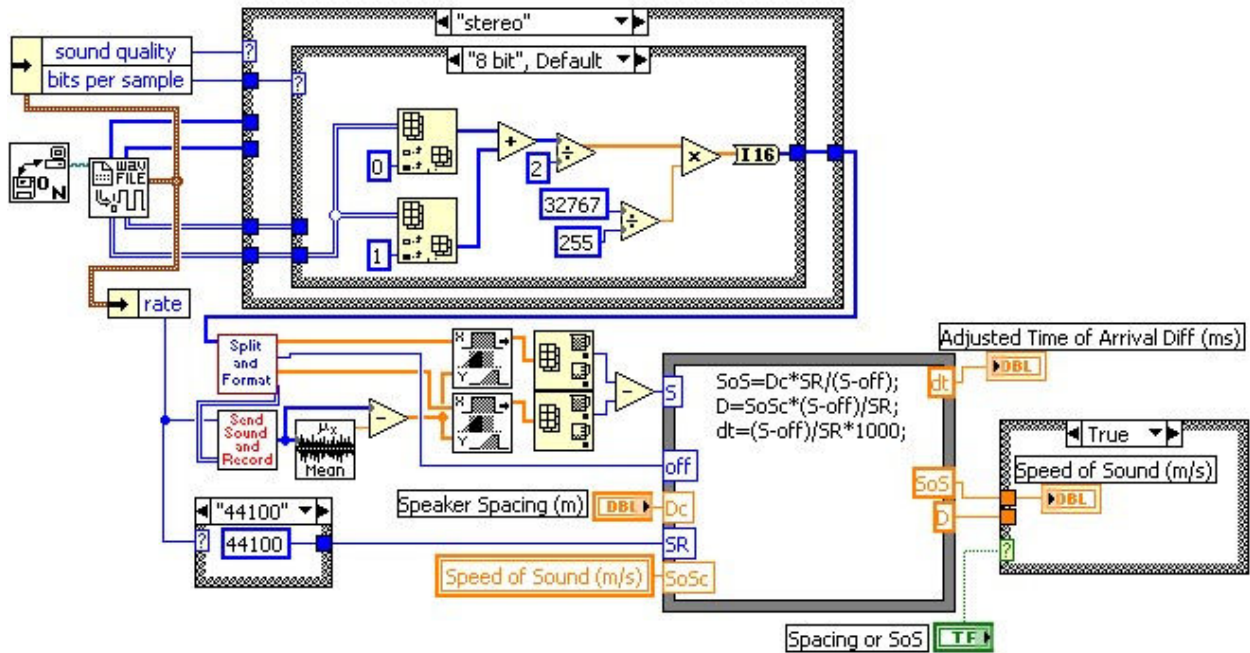 "stereo"
sound quality
bits per sample
"8 bit", Default
?
?
+
÷
2
x
I16
0
32767
÷
255
1
wav
FILE
O
N
rate
Split
and
Format
X
Y
Adjusted Time of Arrival Diff (ms)
DBL
SoS=Dc*SR/(S-off);
D=SoSc*(S-off)/SR;
dt=(S-off)/SR*1000;
dt
S
-
Send
Sound
and
Record
-
μx
Mean
X
Y
off
True
Speed of Sound (m/s)
DBL
SoS
D
?
Speaker Spacing (m)
DBL
Dc
"44100"
?
44100
SR
Speed of Sound (m/s)
SoSc
Spacing or SoS
TF